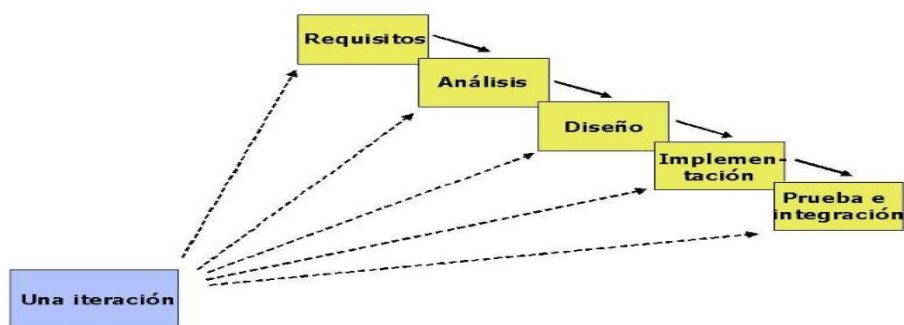 Requisitos
Análisis
Diseño
Implemen-
tación
Prueba e
integración
Una iteración